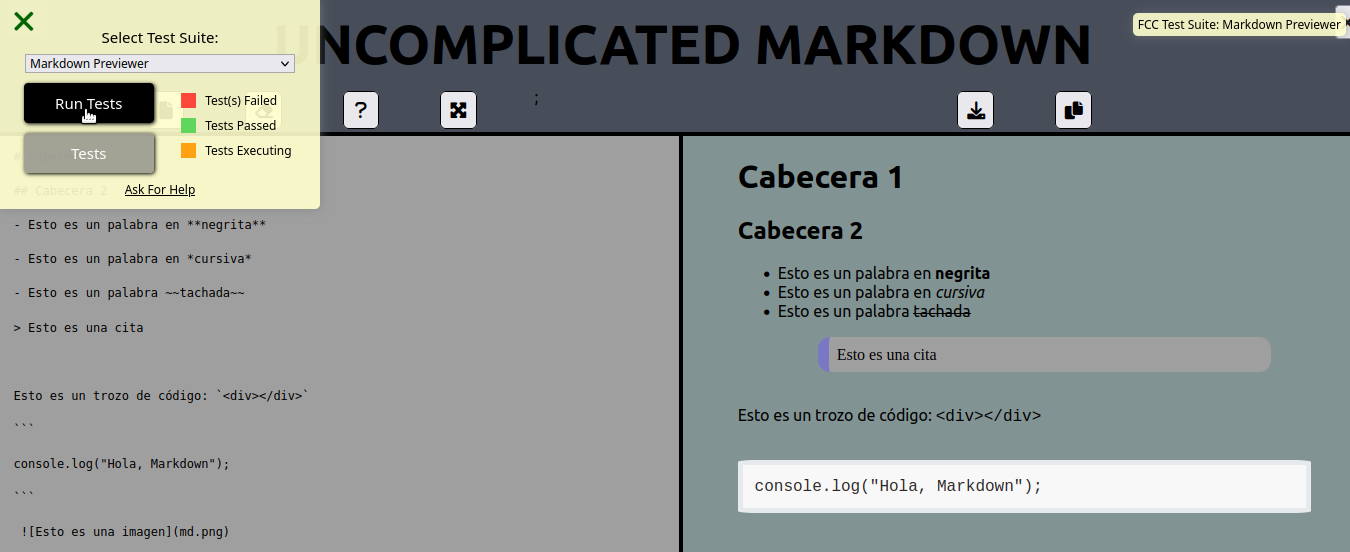 Select Test Suite:
Markdown Previewer
Run Tests
Tests
Test(s) Failed
Tests Passed
Tests Executing
Ask For Help
UNCOMPLICATED MARKDOWN
FCC Test Suite: Markdown Previewer
?
;
## Cabecera 2
- Esto es un palabra en **negrita**
- Esto es un palabra en *cursiva*
- Esto es un palabra ~~tachada~~
> Esto es una cita
Esto es un trozo de código: `<div></div>`
```
console.log("Hola, Markdown");
```
![Esto es una imagen](md.png)
Cabecera 1
Cabecera 2
• Esto es un palabra en negrita
• Esto es un palabra en cursiva
• Esto es un palabra tachada
Esto es una cita
Esto es un trozo de código: <div></div>
console.log("Hola, Markdown");